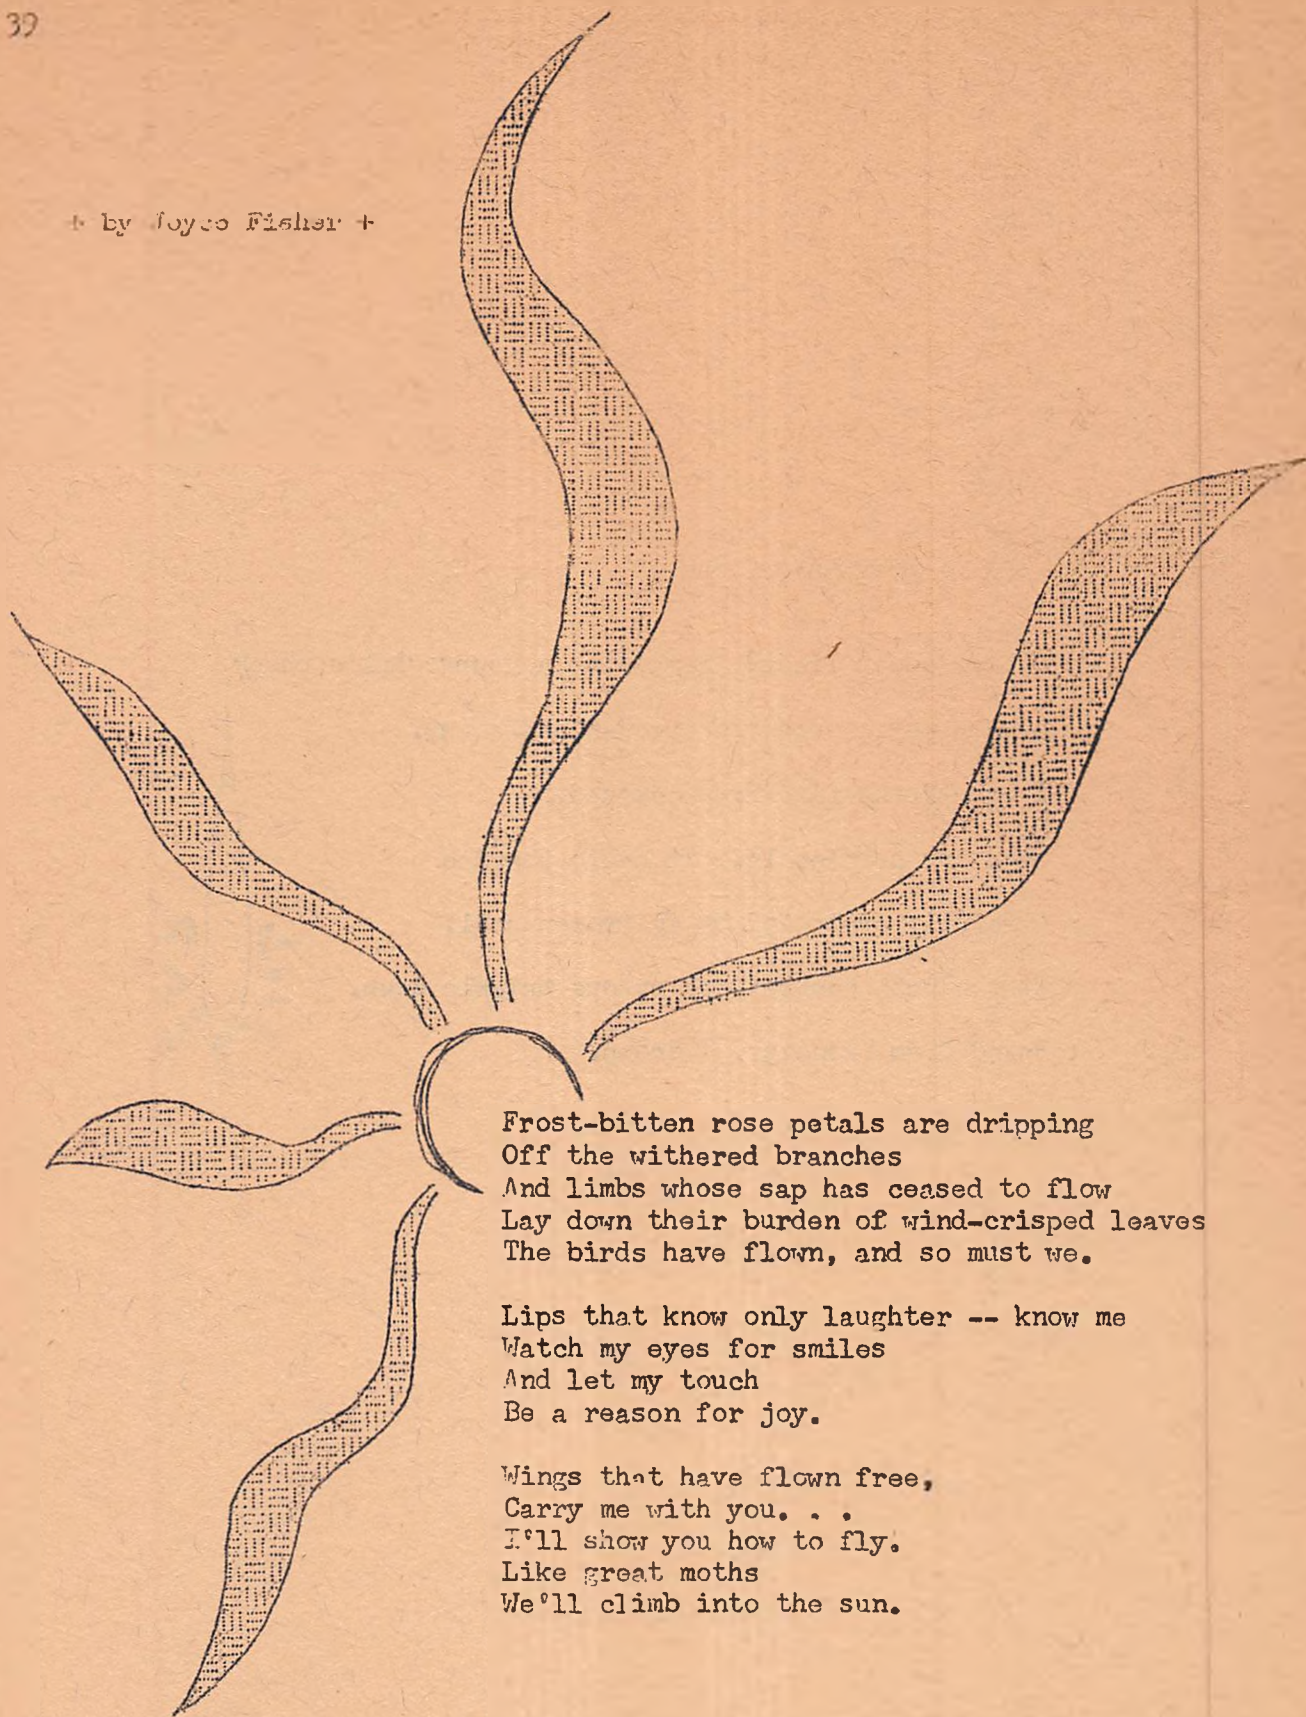 39
+ by Joyce Fisher +
Frost-bitten rose petals are dripping
Off the withered branches
And limbs whose sap has ceased to flow
Lay down their burden of wind-crisped leaves
The birds have flown, and so must we.
Lips that know only laughter -- know me
Watch my eyes for smiles
And let my touch
Be a reason for joy.
Wings that have flown free,
Carry me with you. . .
I'll show you how to fly.
Like great moths
We'll climb into the sun.